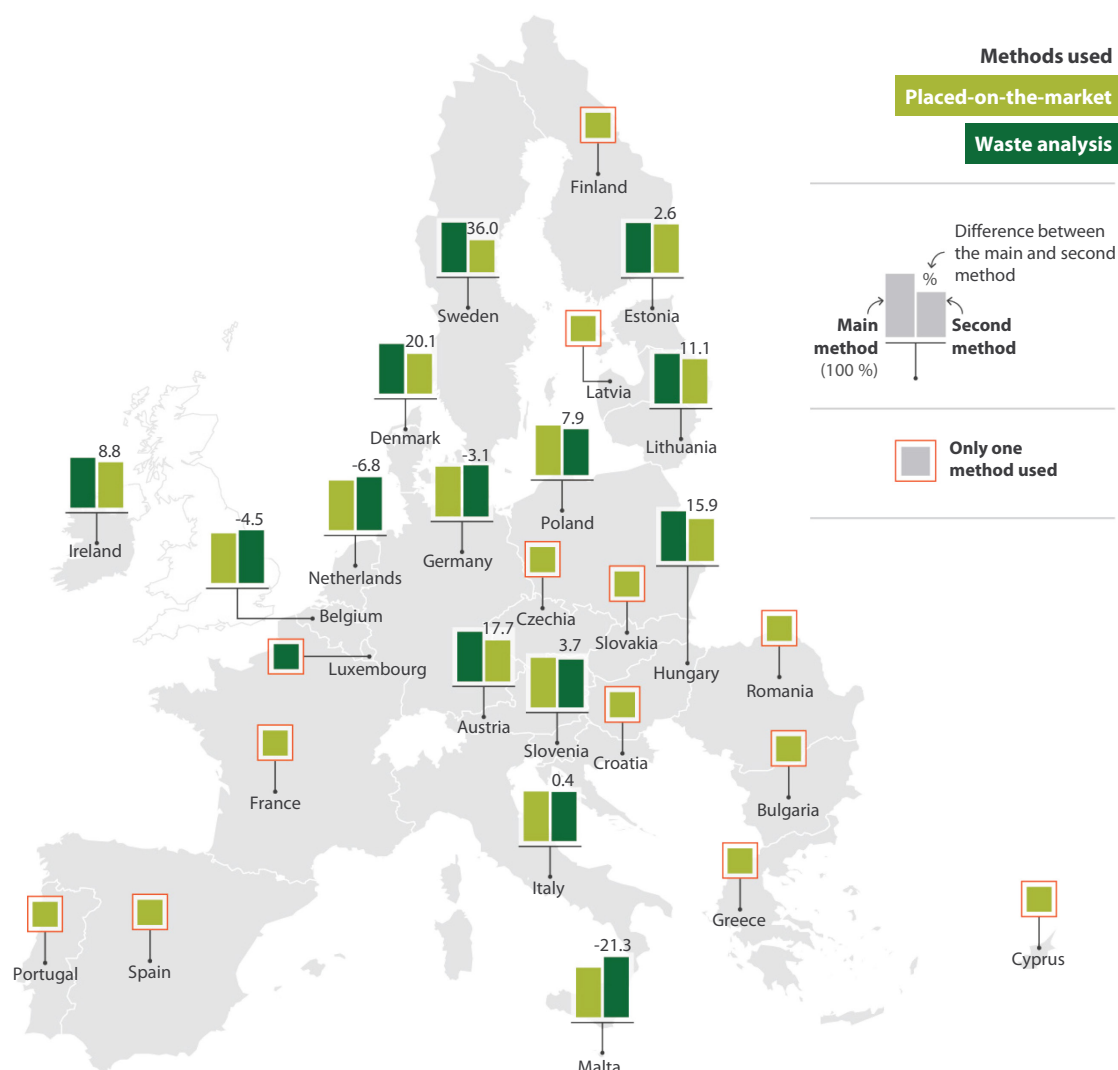 Methods used
Placed-on-the-market
Waste analysis
Difference between
the main and second
method
%
Main
method
(100 %)
Second
method
Only one
method used
Finland
36.0
Sweden
2.6
Estonia
Latvia
20.1
Denmark
11.1
Lithuania
8.8
Ireland
-4.5
Belgium
-6.8
Netherlands
-3.1
Germany
7.9
Poland
15.9
Hungary
Czechia
Slovakia
Luxembourg
17.7
Austria
3.7
Slovenia
Croatia
Romania
Bulgaria
France
0.4
Italy
Greece
Cyprus
Portugal
Spain
-21.3
Malta